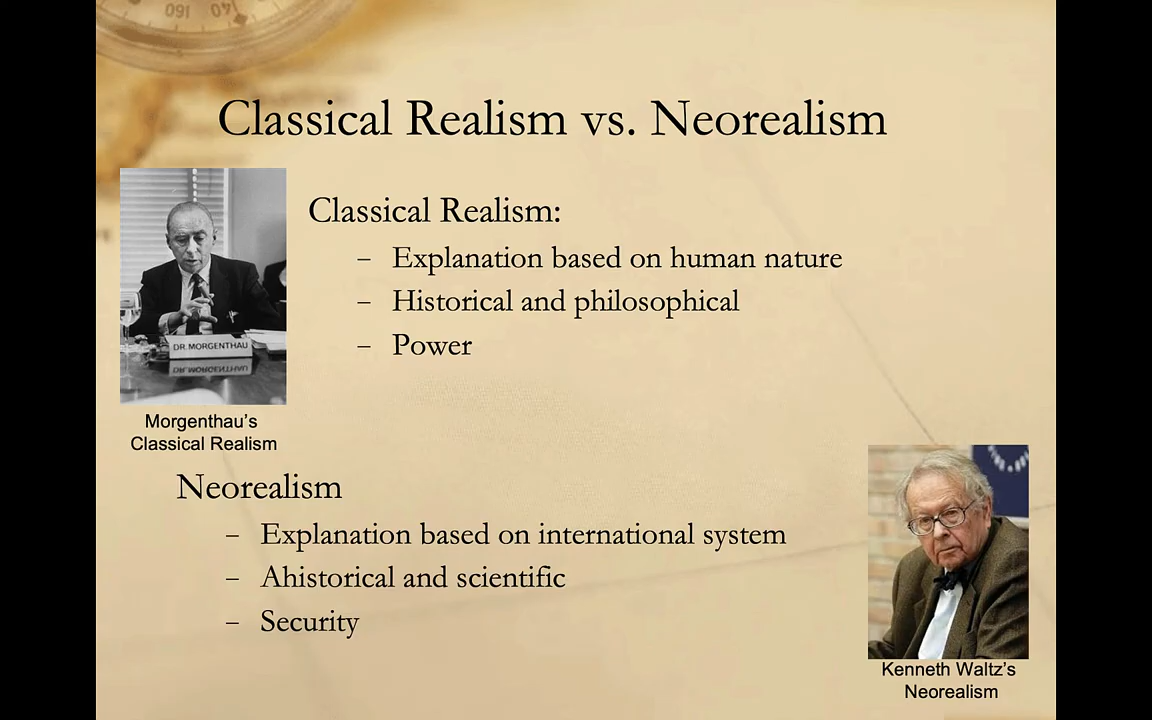 Classical Realism vs. Neorealism
Classical Realism:
– Explanation based on human nature
– Historical and philosophical
– Power
DR. MORGENTHAU
Morgenthau's
Classical Realism
Neorealism
– Explanation based on international system
– Ahistorical and scientific
– Security
Kenneth Waltz's
Neorealism